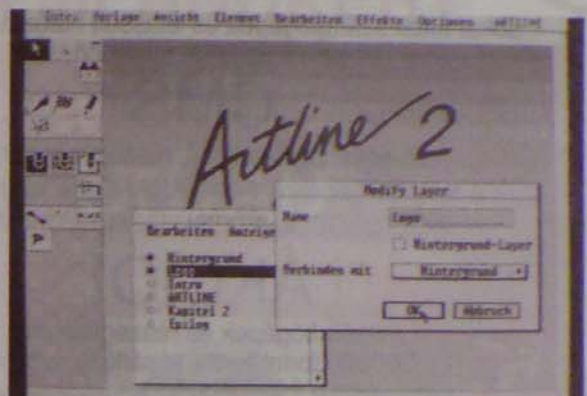 Datei Vorlage Ansicht Element Bearbeiten Effekte Optionen ARTLINE
Artline 2
Modify Layer
Name Logo
Hintergrund-Layer
Verbinden mit Hintergrund
OK Abbruch
Bearbeiten Anzeige
Hintergrund
Logo
Intro
ARTLINE
Kapitel 2
Epilog